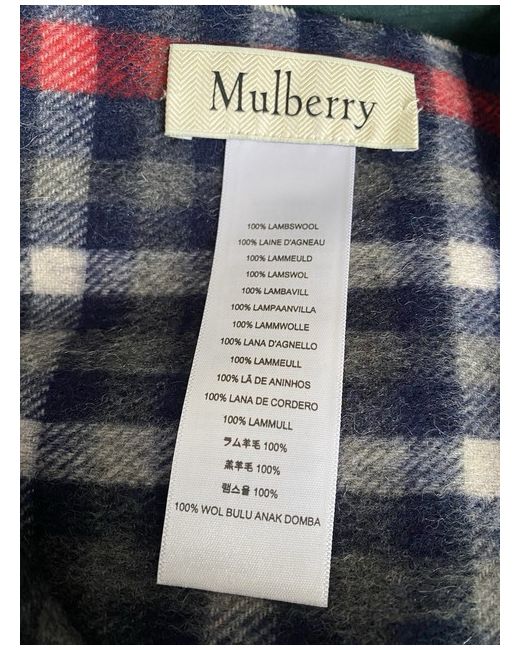 Mulberry
100% LAMBSWOOL
100% LAINE D'AGNEAU
100% LAMMEULD
100% LAMSWOL
100% LAMBAVILL
100% LAMPAANVILLA
100% LAMMWOLLE
100% LANA D'AGNELLO
100% LAMMEULL
100% LÃ DE ANINHOS
100% LANA DE CORDERO
100% LAMMULL
ラム羊毛 100%
羔羊毛 100%
램스울 100%
100% WOL BULU ANAK DOMBA